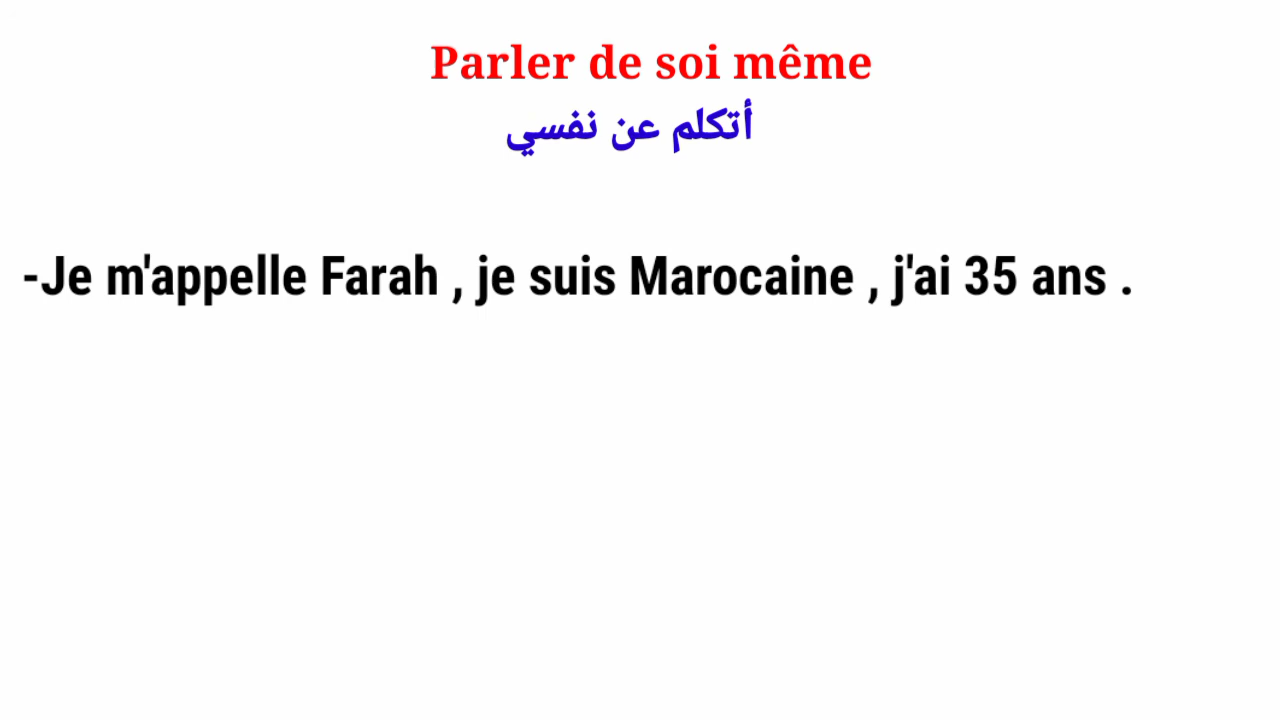 Parler de soi même
أتكلم عن نفسي
-Je m'appelle Farah , je suis Marocaine , j'ai 35 ans .